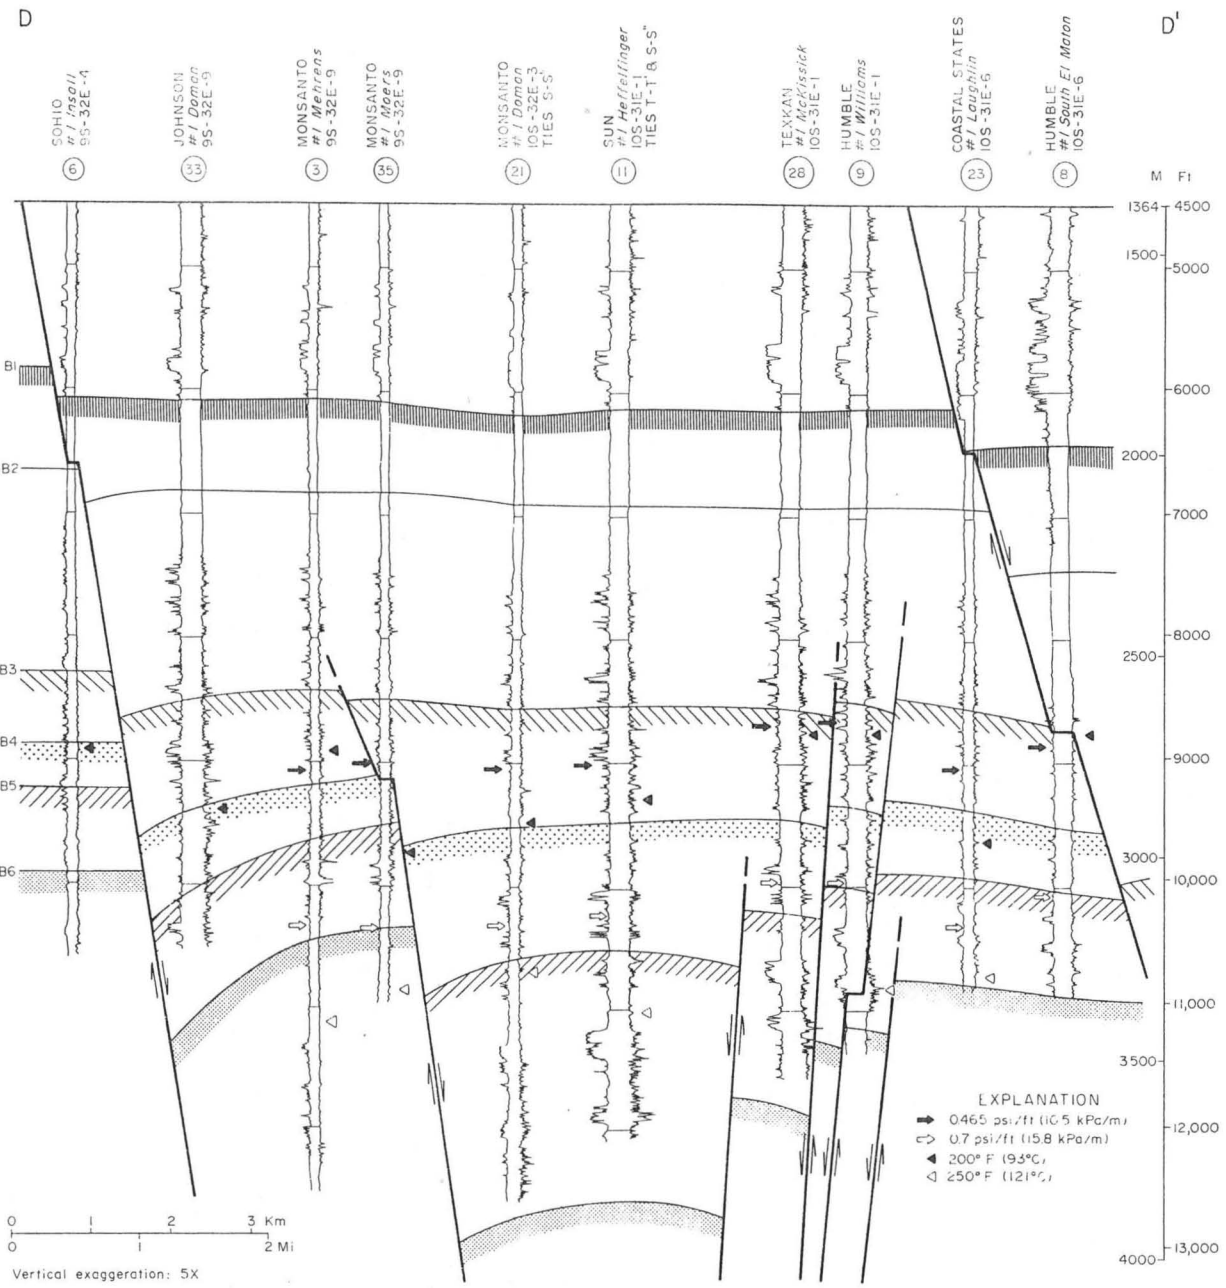 D
D'
SOHIO
#1 Insall
9S-32E-4
6
JOHNSON
#1 Damon
9S-32E-9
33
MONSANTO
#1 Mehrens
9S-32E-9
3
MONSANTO
#1 Moers
9S-32E-9
35
MONSANTO
#1 Doman
10S-32E-3
TIES S-S'
21
SUN
#1 Heffelfinger
10S-31E-1
TIES T-T' & S-S"
11
TEXKAN
#1 McKissick
10S-31E-1
28
HUMBLE
#1 Williams
10S-31E-1
9
COASTAL STATES
#1 Laughlin
10S-31E-6
23
HUMBLE
#1 South El Maton
10S-31E-6
8
M Ft
1364 4500
1500
5000
B1
6000
2000
B2
7000
8000
2500
B3
B4
9000
B5
3000
B6
10,000
11,000
3500
EXPLANATION
0.465 psi/ft (10.5 kPa/m)
0.7 psi/ft (15.8 kPa/m)
200° F (93°C)
250° F (121°C)
12,000
0 1 2 3 Km
0 1 2 Mi
13,000
4000
Vertical exaggeration: 5X